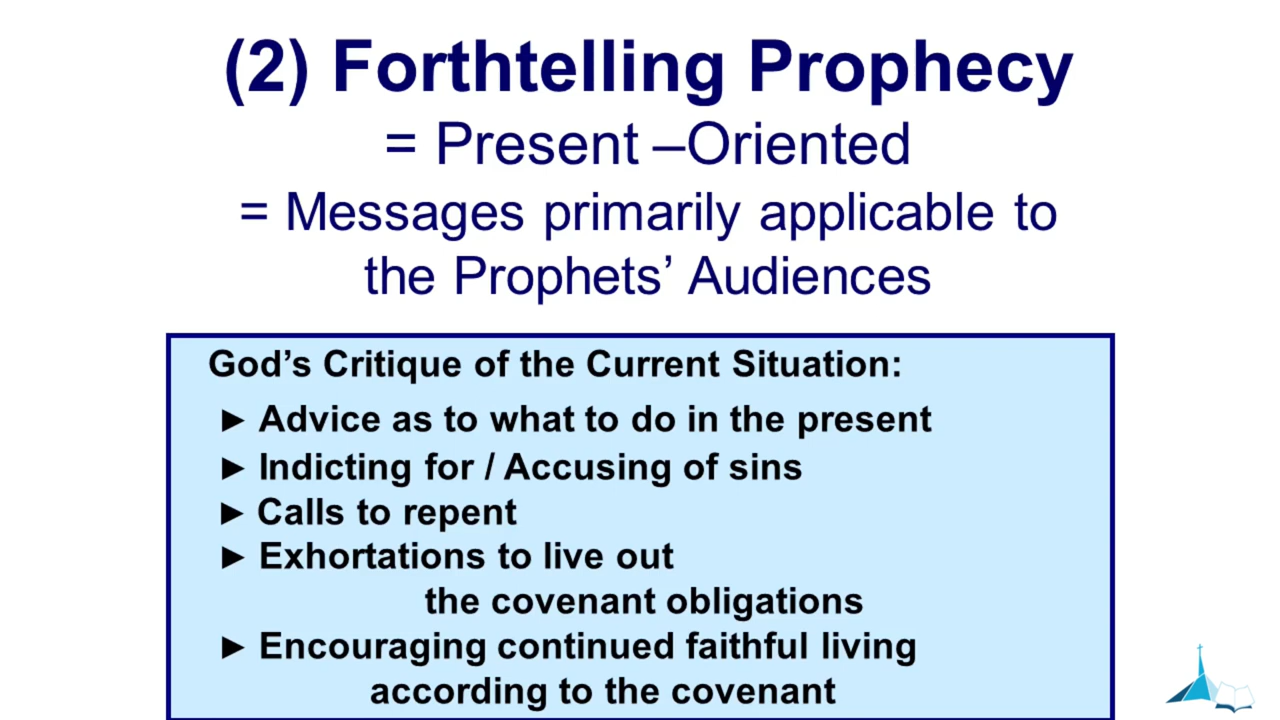 (2) Forthtelling Prophecy
= Present –Oriented
= Messages primarily applicable to
the Prophets’ Audiences
God’s Critique of the Current Situation:
► Advice as to what to do in the present
► Indicting for / Accusing of sins
► Calls to repent
► Exhortations to live out
the covenant obligations
► Encouraging continued faithful living
according to the covenant